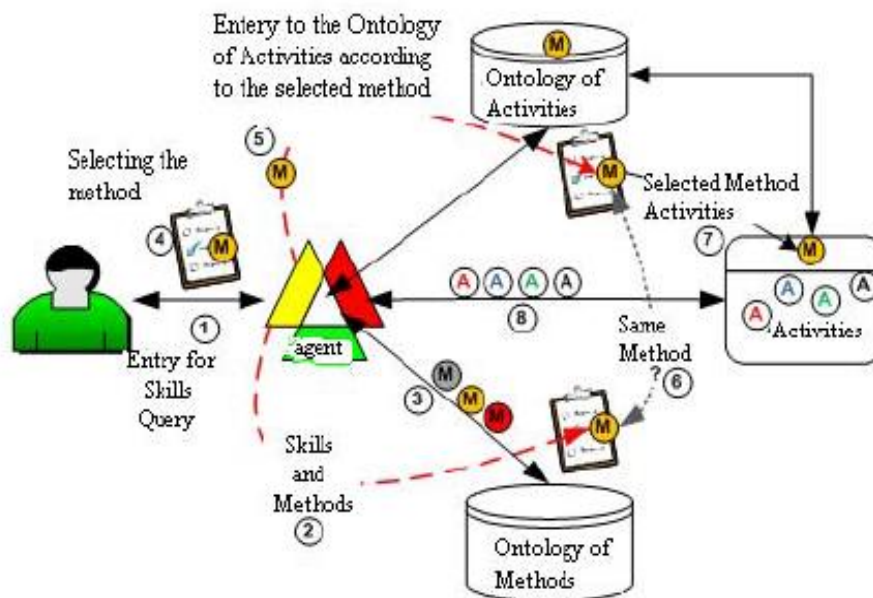 Entery to the Ontology
of Activities according
to the selected method
M
Ontology of
Activities
5
M
Selecting the
method
4
M
M
Selected Method
Activities
7
M
A
A
A
A
Activities
1
Entry for
Skills
Query
agent
A
A
A
A
8
Same
Method
?
6
3
M
M
M
M
Skills
and
Methods
2
Ontology of
Methods